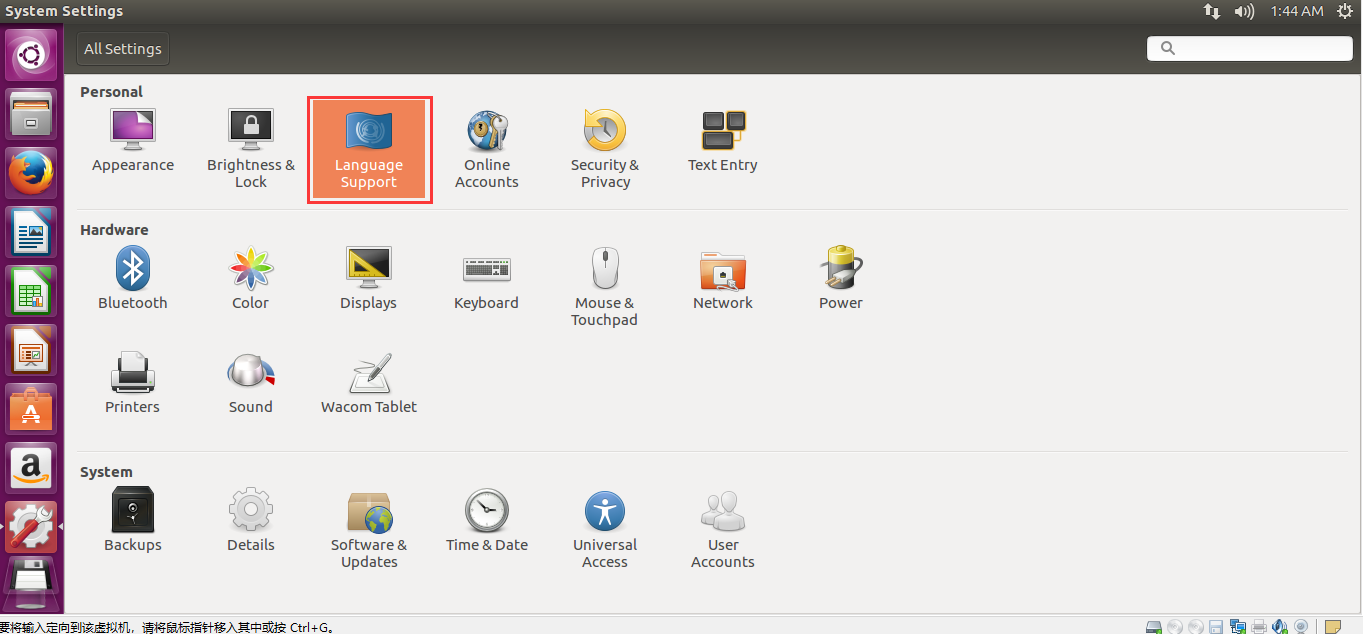 System Settings
1:44 AM
All Settings
Personal
Appearance
Brightness &
Lock
Language
Support
Online
Accounts
Security &
Privacy
Text Entry
Hardware
Bluetooth
Color
Displays
Keyboard
Mouse &
Touchpad
Network
Power
Printers
Sound
Wacom Tablet
System
Backups
Details
Software &
Updates
Time & Date
Universal
Access
User
Accounts
要将输入定向到该虚拟机，请将鼠标指针移入其中或按 Ctrl+G。